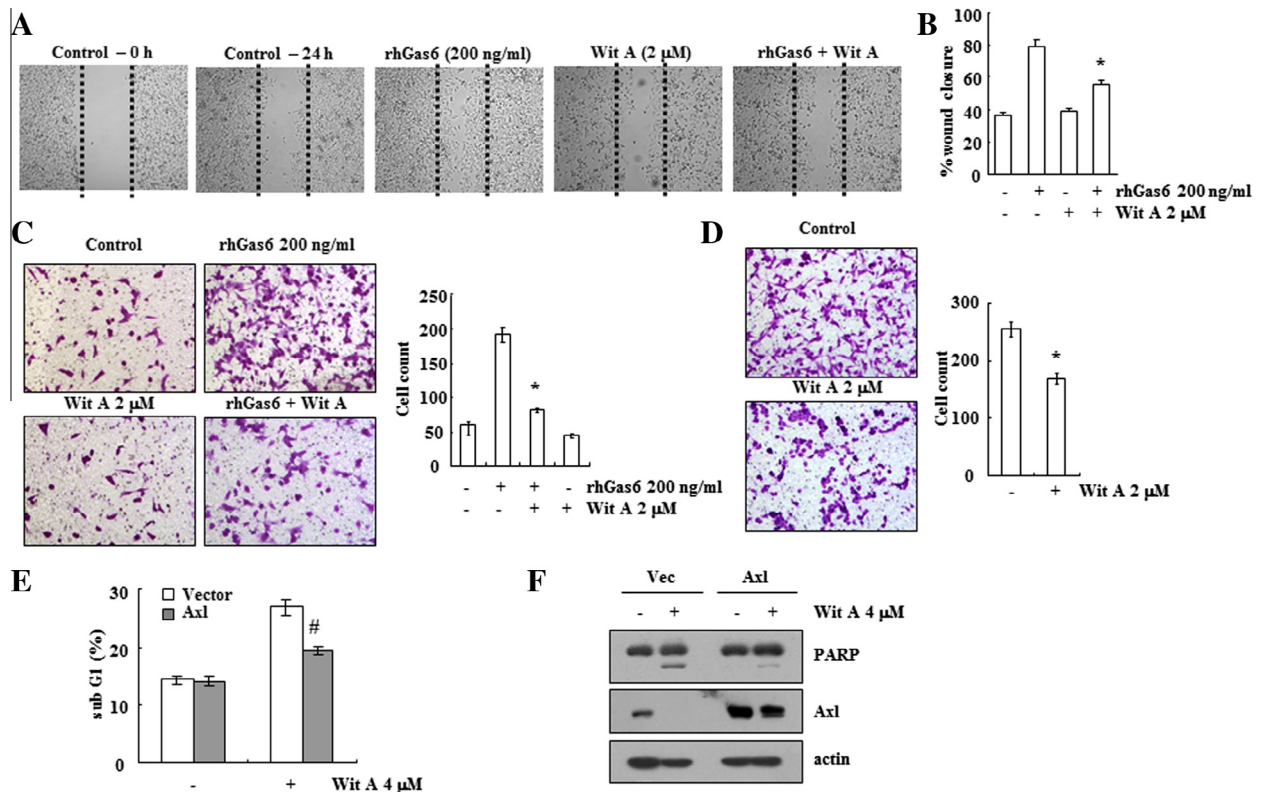 A
Control – 0 h
Control – 24 h
rhGas6 (200 ng/ml)
Wit A (2 μM)
rhGas6 + Wit A
B
% wound closure
100
80
60
40
20
0
*
- + - + rhGas6 200 ng/ml
- - + + Wit A 2 μM
C
Control
rhGas6 200 ng/ml
Wit A 2 μM
rhGas6 + Wit A
Cell count
250
200
150
100
50
0
*
- + + - rhGas6 200 ng/ml
- - + + Wit A 2 μM
D
Control
Wit A 2 μM
Cell count
300
200
100
0
*
- + Wit A 2 μM
E
sub G1 (%)
30
20
10
0
Vector
Axl
#
- + Wit A 4 μM
F
Vec Axl
- + - + Wit A 4 μM
PARP
Axl
actin